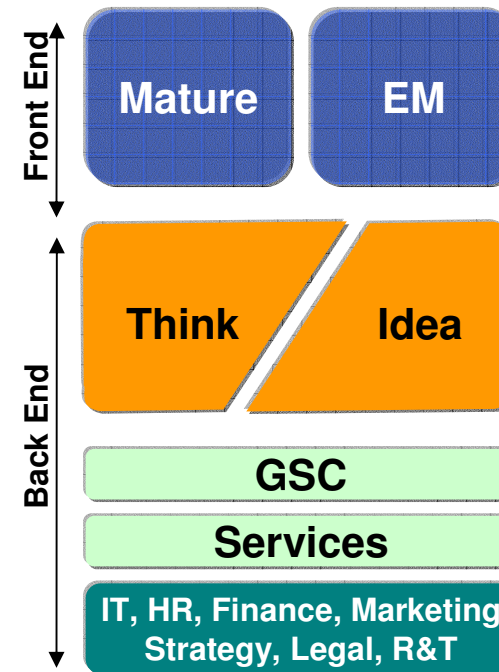 Front End
Mature
EM
Back End
Think
Idea
GSC
Services
IT, HR, Finance, Marketing
Strategy, Legal, R&T